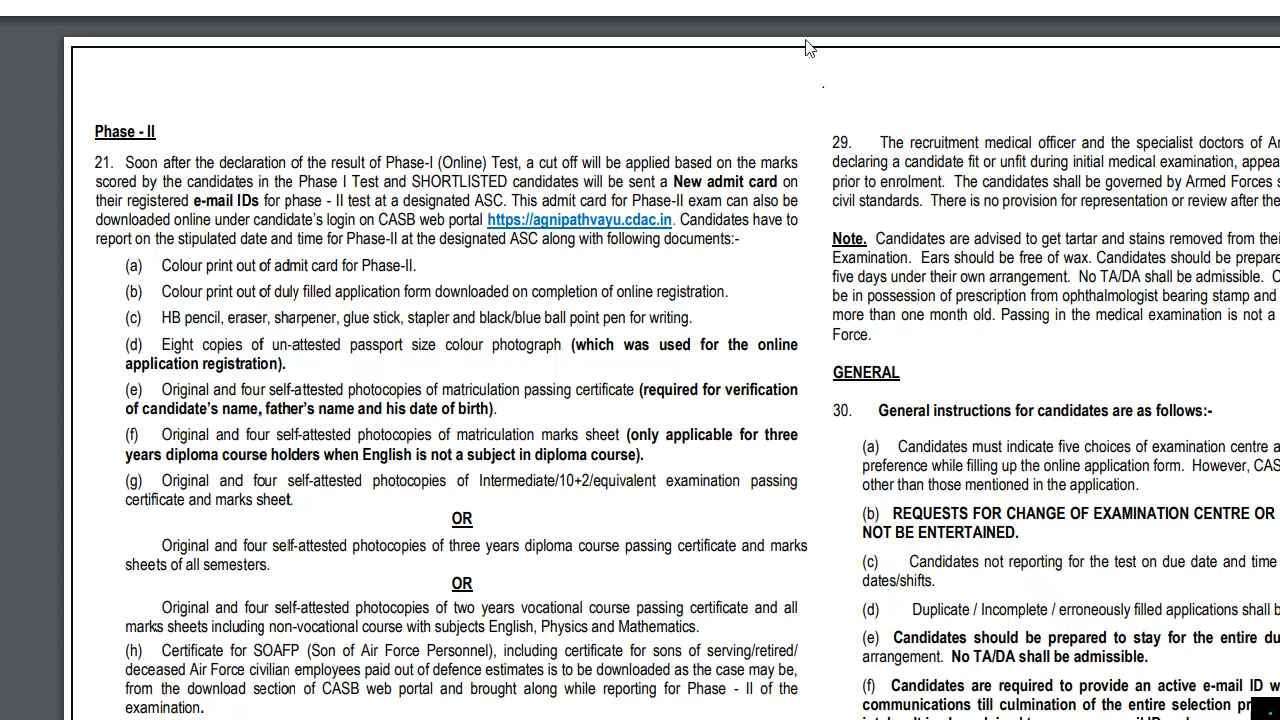 Phase - II
21. Soon after the declaration of the result of Phase-I (Online) Test, a cut off will be applied based on the marks
scored by the candidates in the Phase I Test and SHORTLISTED candidates will be sent a New admit card on
their registered e-mail IDs for phase - II test at a designated ASC. This admit card for Phase-II exam can also be
downloaded online under candidate's login on CASB web portal https://agnipathvayu.cdac.in. Candidates have to
report on the stipulated date and time for Phase-II at the designated ASC along with following documents:-
(a) Colour print out of admit card for Phase-II.
(b) Colour print out of duly filled application form downloaded on completion of online registration.
(c) HB pencil, eraser, sharpener, glue stick, stapler and black/blue ball point pen for writing.
(d) Eight copies of un-attested passport size colour photograph (which was used for the online
application registration).
(e) Original and four self-attested photocopies of matriculation passing certificate (required for verification
of candidate's name, father's name and his date of birth).
(f) Original and four self-attested photocopies of matriculation marks sheet (only applicable for three
years diploma course holders when English is not a subject in diploma course).
(g) Original and four self-attested photocopies of Intermediate/10+2/equivalent examination passing
certificate and marks sheet.
OR
Original and four self-attested photocopies of three years diploma course passing certificate and marks
sheets of all semesters.
OR
Original and four self-attested photocopies of two years vocational course passing certificate and all
marks sheets including non-vocational course with subjects English, Physics and Mathematics.
(h) Certificate for SOAFP (Son of Air Force Personnel), including certificate for sons of serving/retired/
deceased Air Force civilian employees paid out of defence estimates is to be downloaded as the case may be,
from the download section of CASB web portal and brought along while reporting for Phase - II of the
examination.
29. The recruitment medical officer and the specialist doctors of
declaring a candidate fit or unfit during initial medical examination,
prior to enrolment. The candidates shall be governed by Armed Forces
civil standards. There is no provision for representation or review after the
Note. Candidates are advised to get tartar and stains removed from
Examination. Ears should be free of wax. Candidates should be
five days under their own arrangement. No TA/DA shall be admissible.
be in possession of prescription from ophthalmologist bearing stamp and
more than one month old. Passing in the medical examination is not a
Force.
GENERAL
30. General instructions for candidates are as follows:-
(a) Candidates must indicate five choices of examination centre
preference while filling up the online application form. However,
other than those mentioned in the application.
(b) REQUESTS FOR CHANGE OF EXAMINATION CENTRE OR
NOT BE ENTERTAINED.
(c) Candidates not reporting for the test on due date and time
dates/shifts.
(d) Duplicate / Incomplete / erroneously filled applications shall
(e) Candidates should be prepared to stay for the entire
arrangement. No TA/DA shall be admissible.
(f) Candidates are required to provide an active e-mail ID
communications till culmination of the entire selection